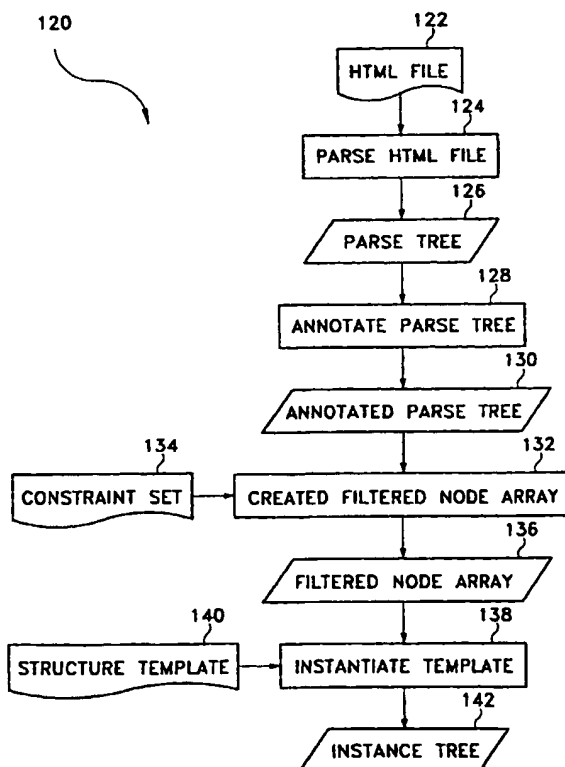 120
122
HTML FILE
124
PARSE HTML FILE
126
PARSE TREE
128
ANNOTATE PARSE TREE
130
ANNOTATED PARSE TREE
134
132
CONSTRAINT SET
CREATED FILTERED NODE ARRAY
136
FILTERED NODE ARRAY
140
138
STRUCTURE TEMPLATE
INSTANTIATE TEMPLATE
142
INSTANCE TREE